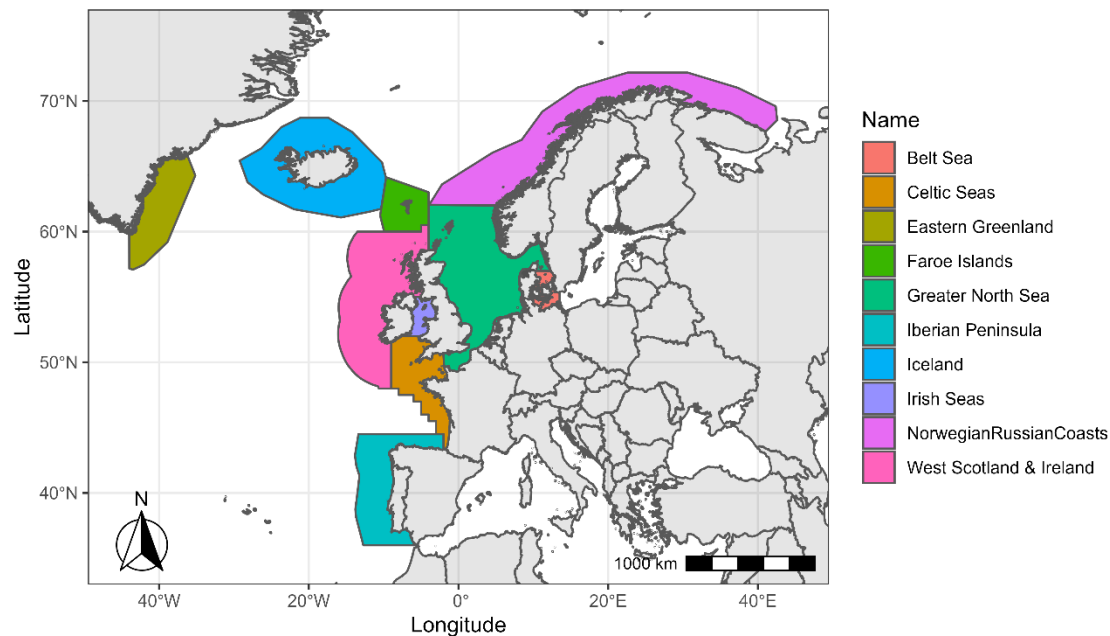 70°N
60°N
50°N
40°N
Latitude
N
1000 km
40°W
20°W
0°
20°E
40°E
Longitude
Name
Belt Sea
Celtic Seas
Eastern Greenland
Faroe Islands
Greater North Sea
Iberian Peninsula
Iceland
Irish Seas
NorwegianRussianCoasts
West Scotland & Ireland